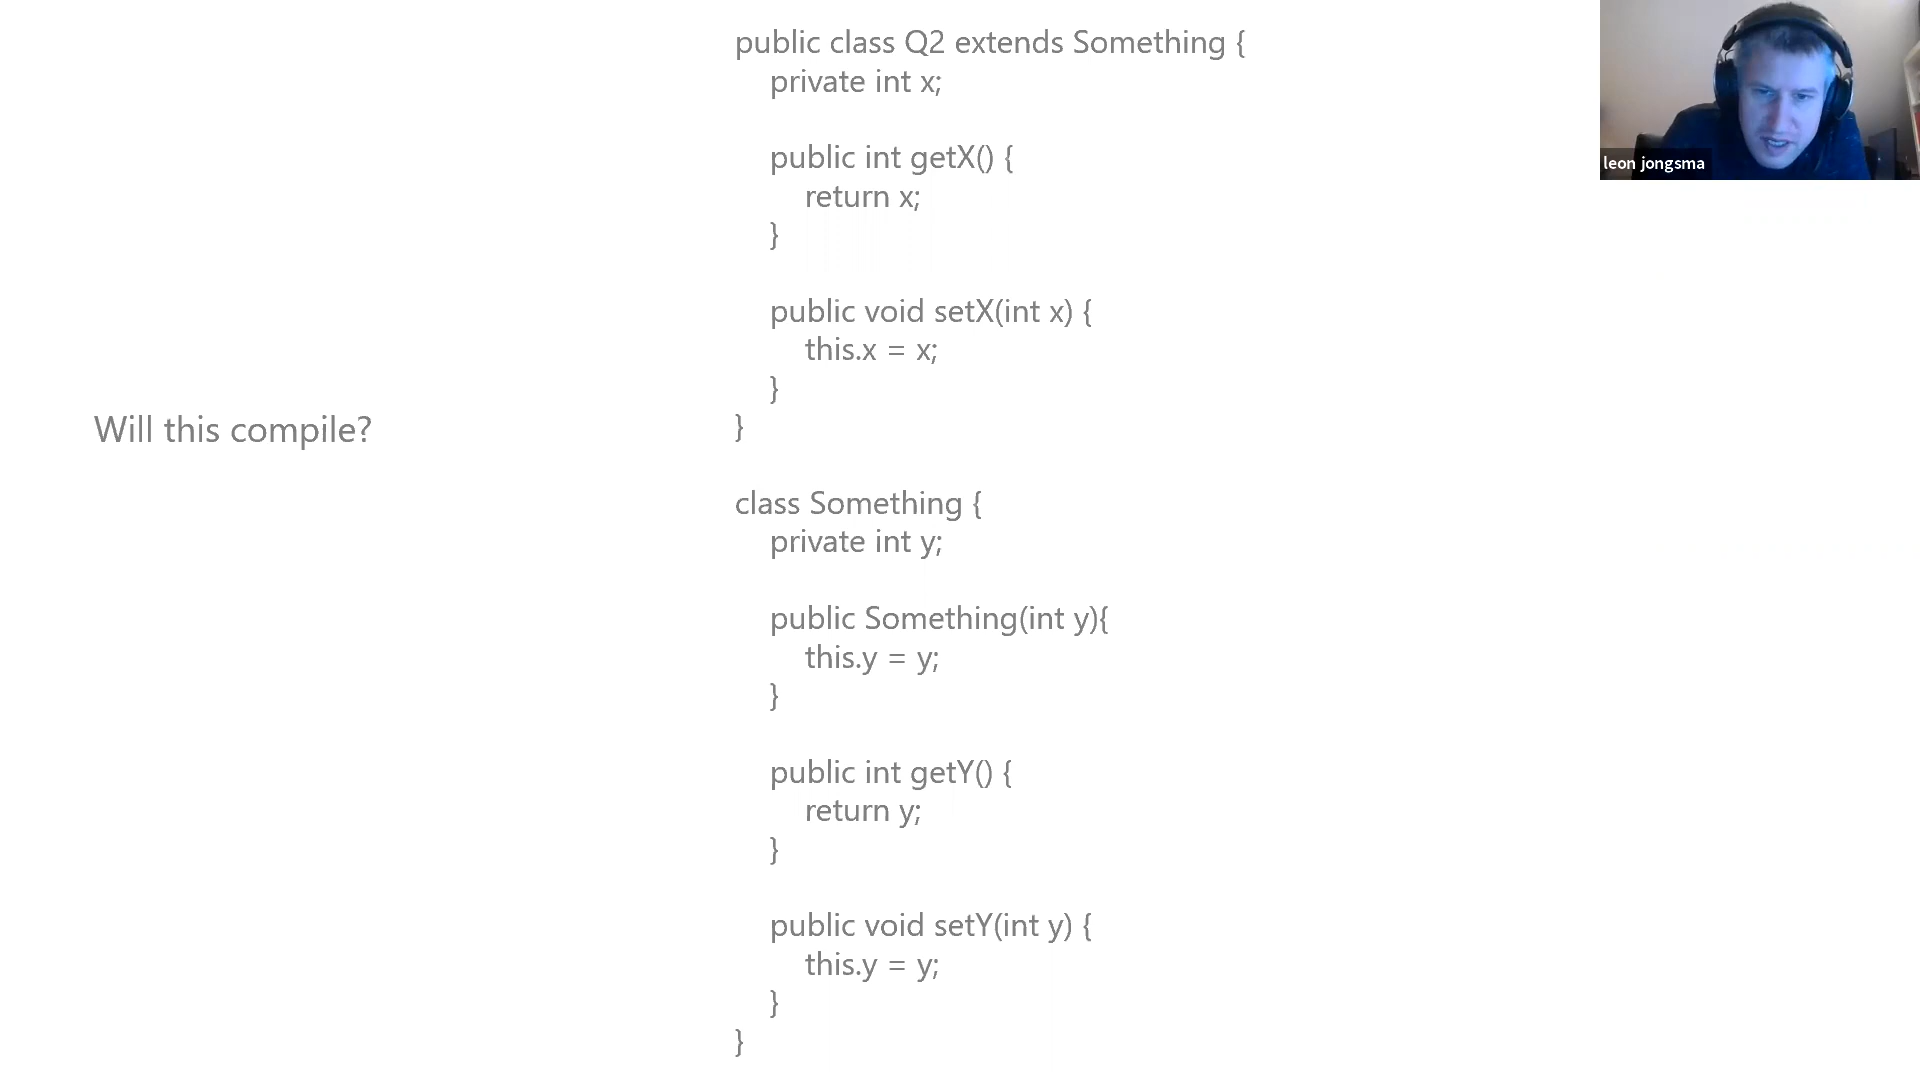 Will this compile?
public class Q2 extends Something {
private int x;
public int getX() {
return x;
}
public void setX(int x) {
this.x = x;
}
}
class Something {
private int y;
public Something(int y){
this.y = y;
}
public int getY() {
return y;
}
public void setY(int y) {
this.y = y;
}
}
leon jongsma